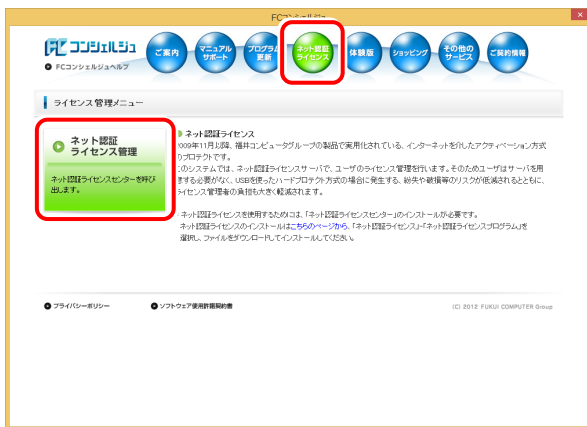 FCコンシェルジュ
×
FC コンシェルジュ
FCコンシェルジュヘルプ
ご案内
マニュアル
サポート
プログラム
更新
ネット認証
ライセンス
体験版
ショッピング
その他の
サービス
ご契約情報
ライセンス管理メニュー
ネット認証
ライセンス管理
ネット認証ライセンスセンターを呼び
出します。
ネット認証ライセンス
2009年11月以降、福井コンピュータグループの製品で実用化されている、インターネットを介したアクティベーション方式
のプロテクトです。
このシステムでは、ネット認証ライセンスサーバで、ユーザのライセンス管理を行います。そのためユーザはサーバを用
意する必要がなく、USBを使ったハードプロテクト方式の場合に発生する、紛失や破損等のリスクが低減されるとともに、
ライセンス管理者の負担も大きく軽減されます。
ネット認証ライセンスを使用するためには、「ネット認証ライセンスセンター」のインストールが必要です。
ネット認証ライセンスのインストールはこちらのページから、「ネット認証ライセンス」-「ネット認証ライセンスプログラム」を
選択し、ファイルをダウンロードしてインストールしてください。
プライバシーポリシー
ソフトウェア使用許諾契約書
(C) 2012 FUKUI COMPUTER Group